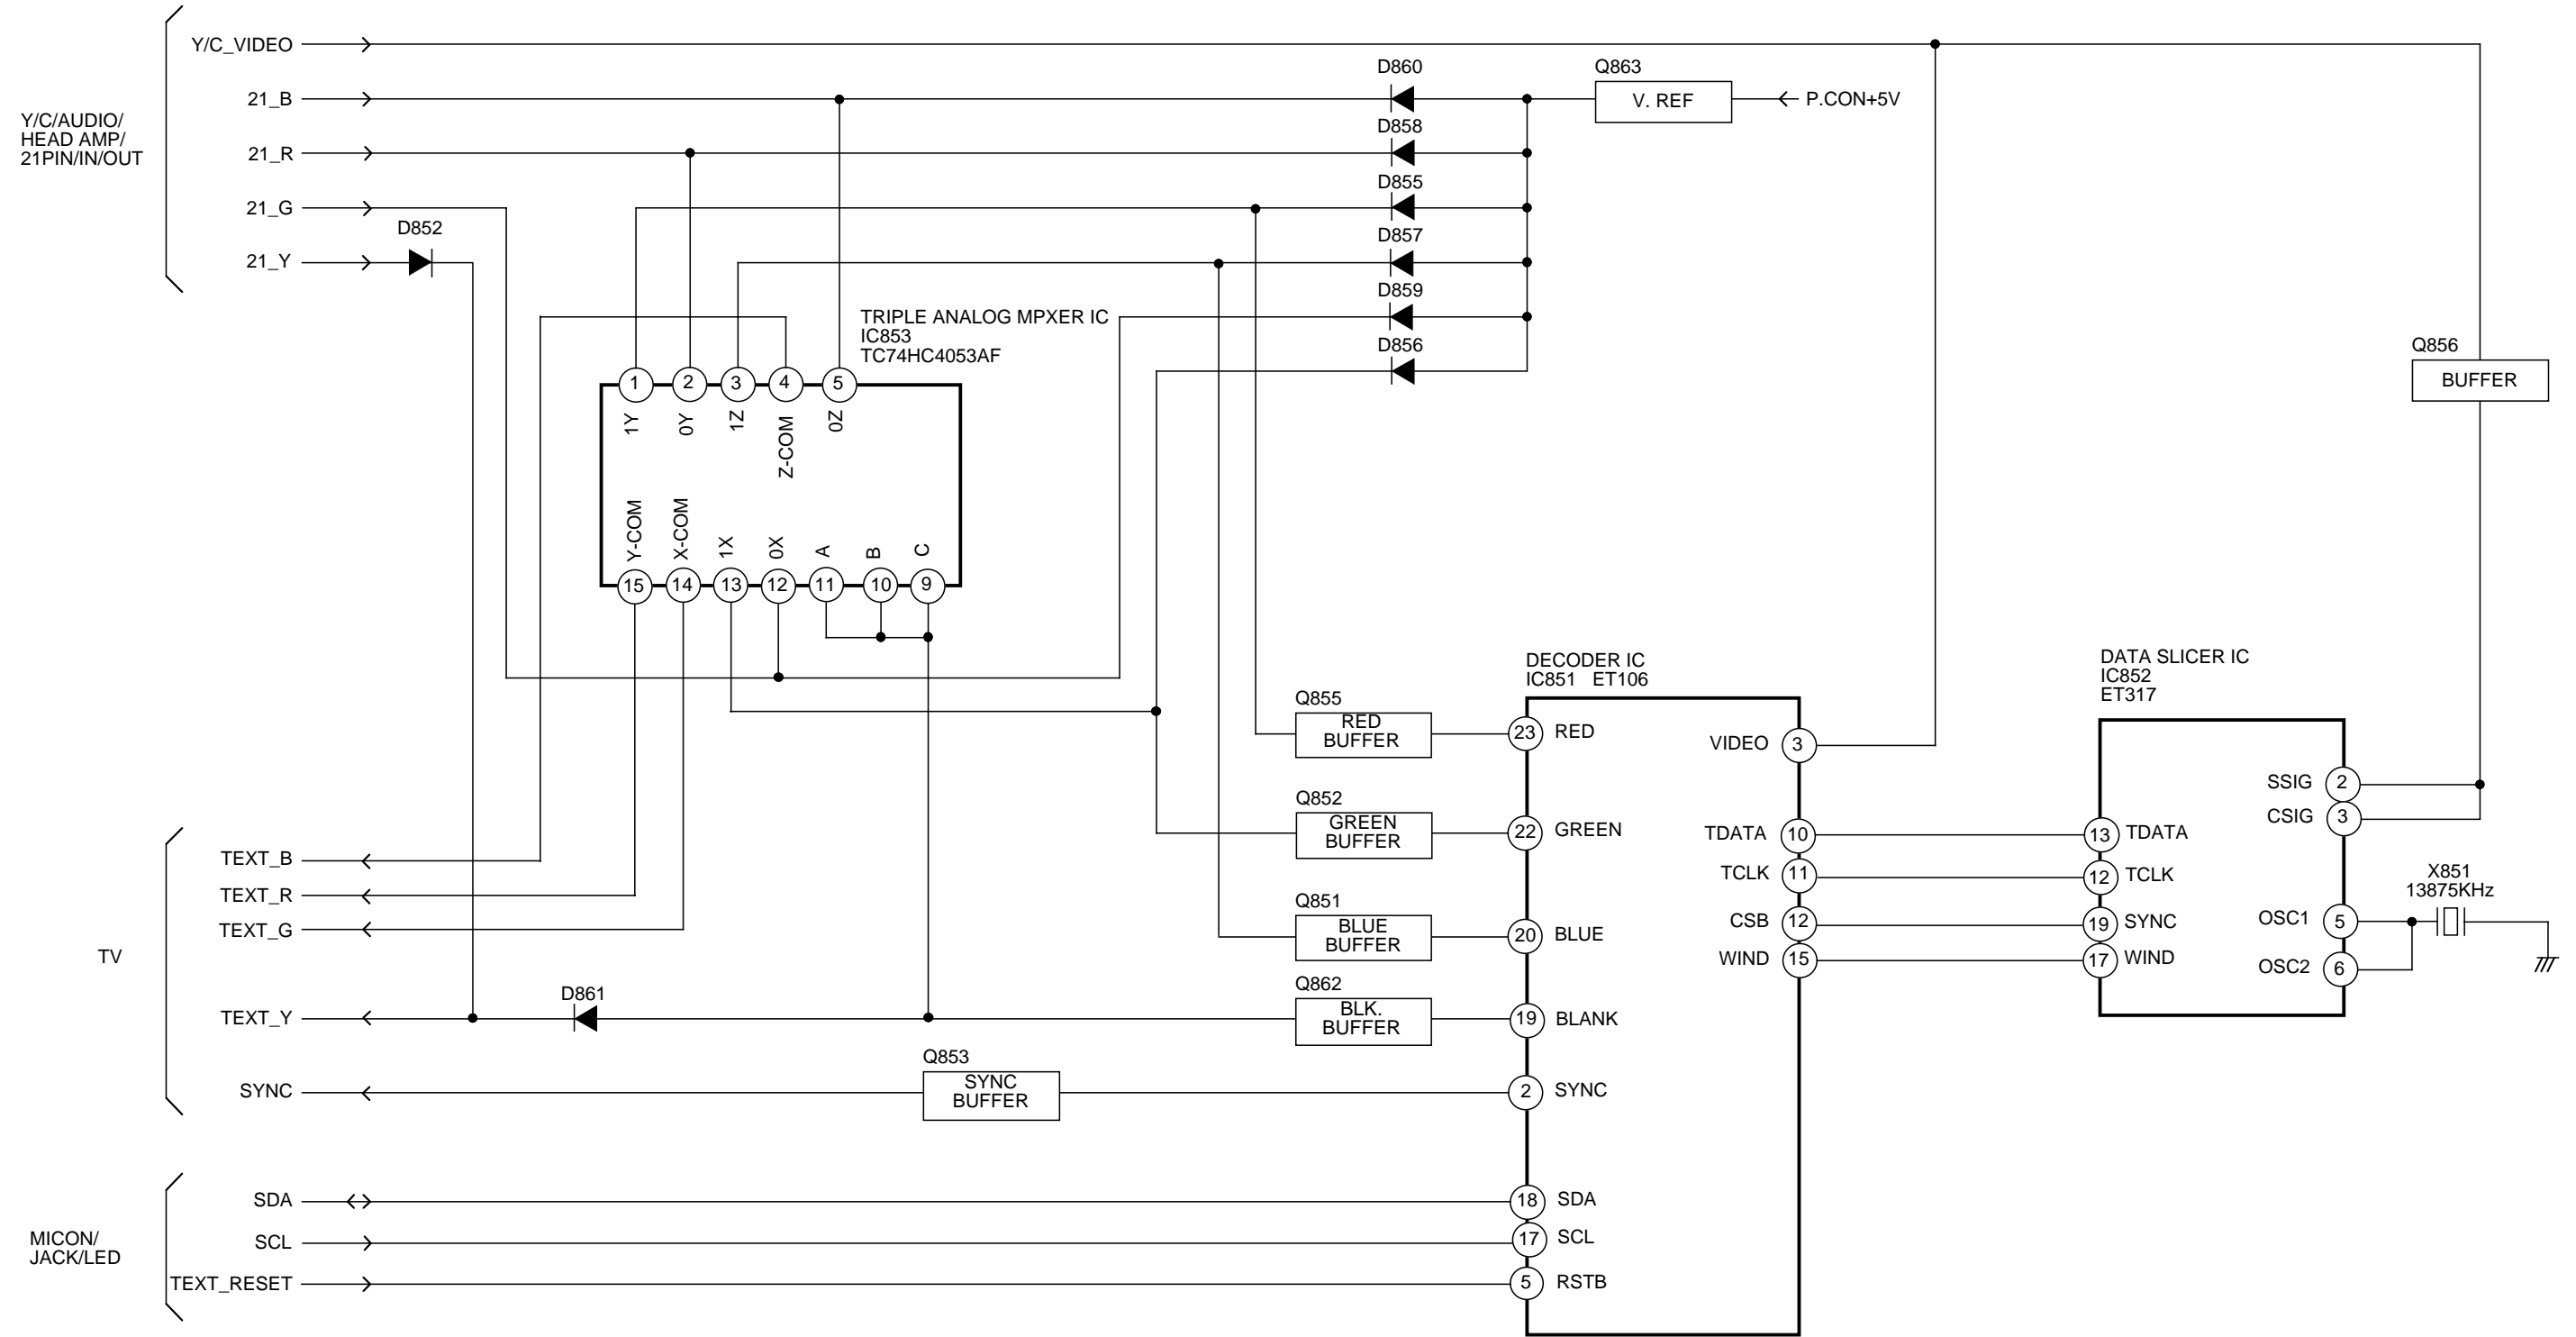 Y/C/AUDIO/
HEAD AMP/
21PIN/IN/OUT
Y/C_VIDEO
21_B
21_R
21_G
21_Y
D852
D860
D858
D855
D857
D859
D856
Q863
V. REF
P.CON+5V
Q856
BUFFER
TRIPLE ANALOG MPXER IC
IC853
TC74HC4053AF
1
2
3
4
5
1Y
0Y
1Z
Z-COM
0Z
Y-COM
X-COM
1X
0X
A
B
C
15
14
13
12
11
10
9
DECODER IC
IC851 ET106
Q855
RED
BUFFER
23 RED
Q852
GREEN
BUFFER
22 GREEN
Q851
BLUE
BUFFER
20 BLUE
Q862
BLK.
BUFFER
19 BLANK
Q853
SYNC
BUFFER
2 SYNC
18 SDA
17 SCL
5 RSTB
VIDEO 3
TDATA 10
TCLK 11
CSB 12
WIND 15
DATA SLICER IC
IC852
ET317
13 TDATA
12 TCLK
19 SYNC
17 WIND
SSIG 2
CSIG 3
OSC1 5
OSC2 6
X851
13875KHz
TV
TEXT_B
TEXT_R
TEXT_G
TEXT_Y
D861
SYNC
MICON/
JACK/LED
SDA
SCL
TEXT_RESET